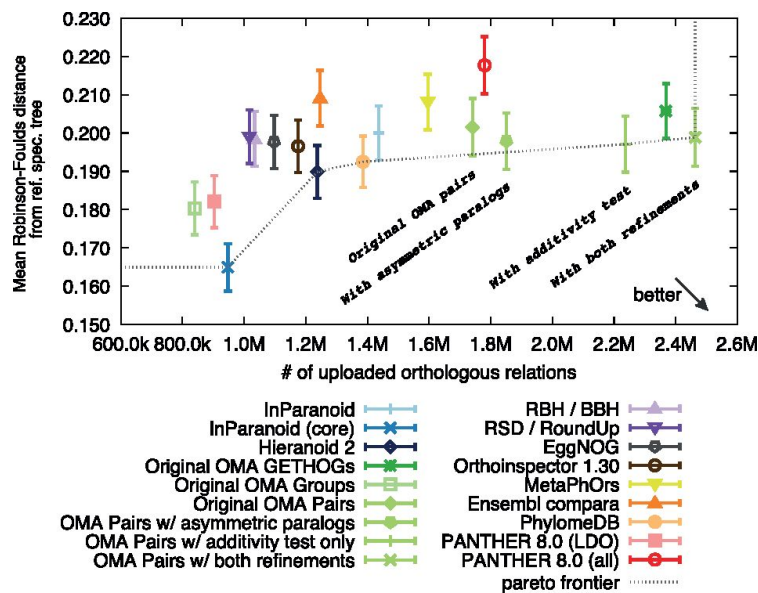 Mean Robinson-Foulds distance
from ref. spec. tree
0.230
0.220
0.210
0.200
0.190
0.180
0.170
0.160
0.150
Original OMA pairs
With asymmetric paralogs
With additivity test
With both refinements
better
600.0k 800.0k 1.0M 1.2M 1.4M 1.6M 1.8M 2.0M 2.2M 2.4M 2.6M
# of uploaded orthologous relations
InParanoid
InParanoid (core)
Hieranoid 2
Original OMA GETHOGs
Original OMA Groups
Original OMA Pairs
OMA Pairs w/ asymmetric paralogs
OMA Pairs w/ additivity test only
OMA Pairs w/ both refinements
RBH / BBH
RSD / RoundUp
EggNOG
Orthoinspector 1.30
MetaPhOrs
Ensembl compara
PhylomeDB
PANTHER 8.0 (LDO)
PANTHER 8.0 (all)
pareto frontier